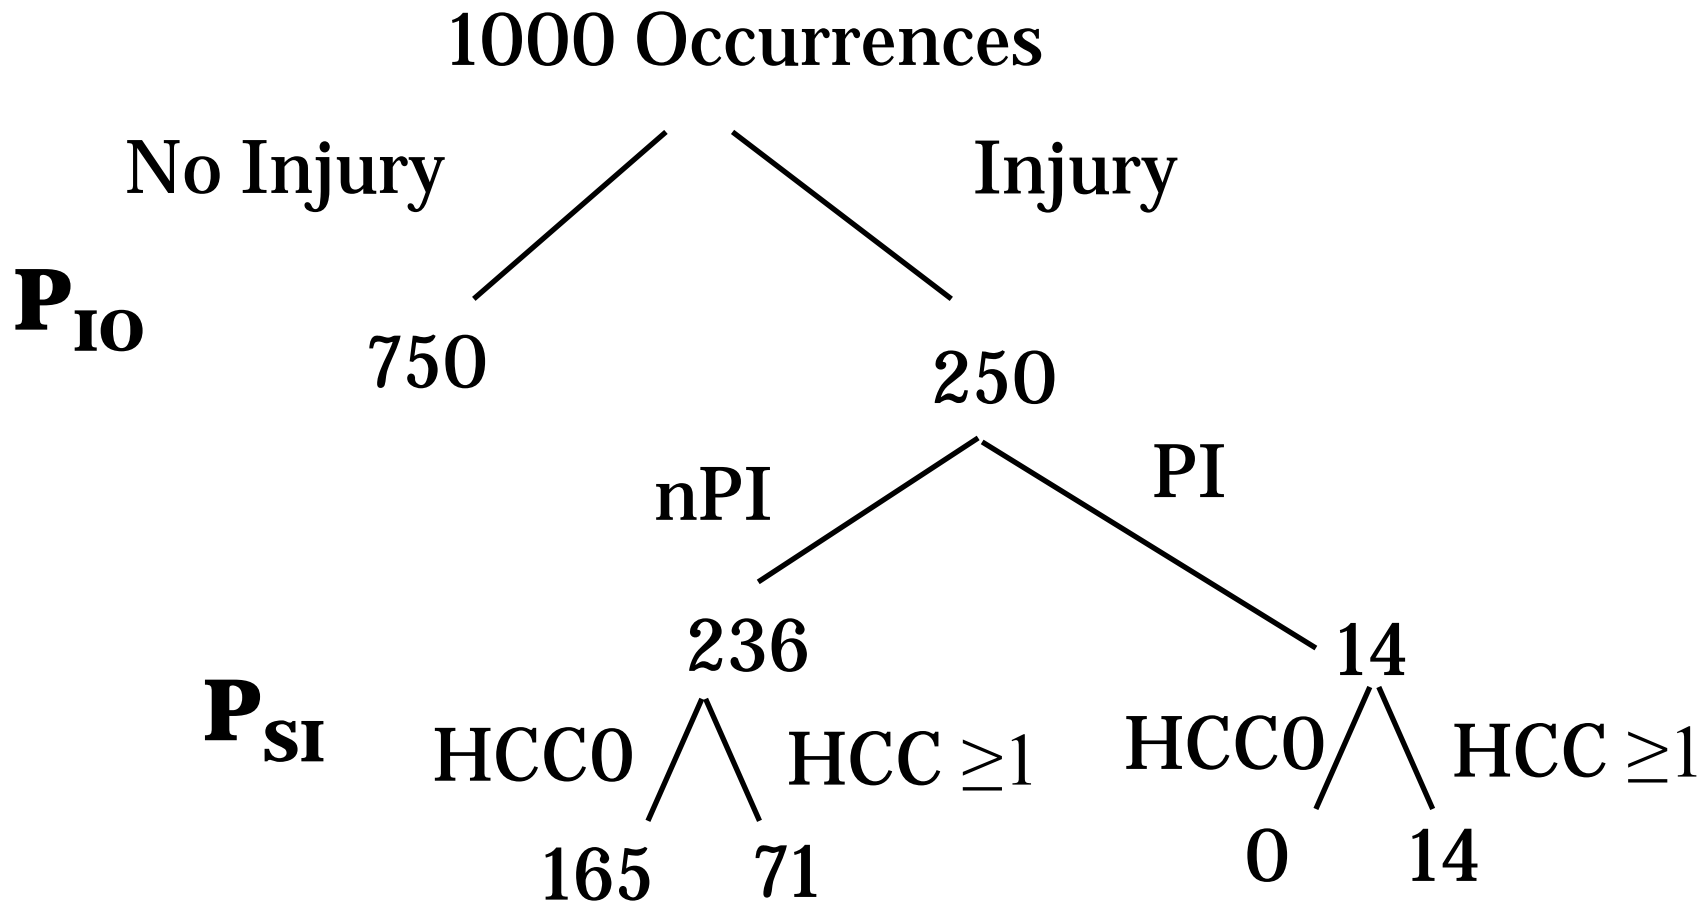 1000 Occurrences
No Injury
Injury
PIO
750
250
nPI
PI
236
14
PSI
HCC0
HCC ≥1
HCC0
HCC ≥1
165
71
0
14